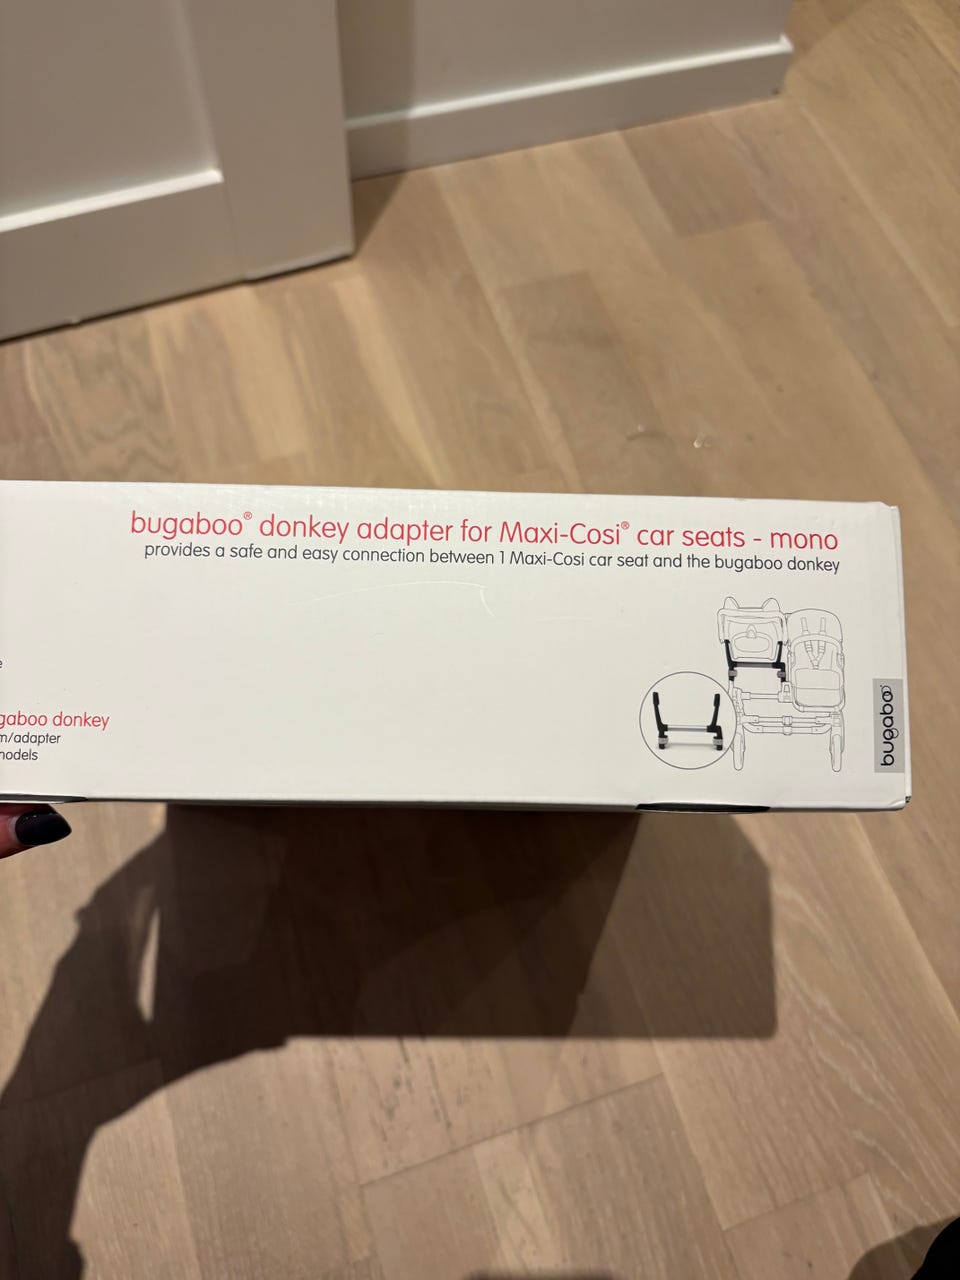 bugaboo® donkey adapter for Maxi-Cosi® car seats - mono
provides a safe and easy connection between 1 Maxi-Cosi car seat and the bugaboo donkey
gaboo donkey
m/adapter
models
bugaboo®